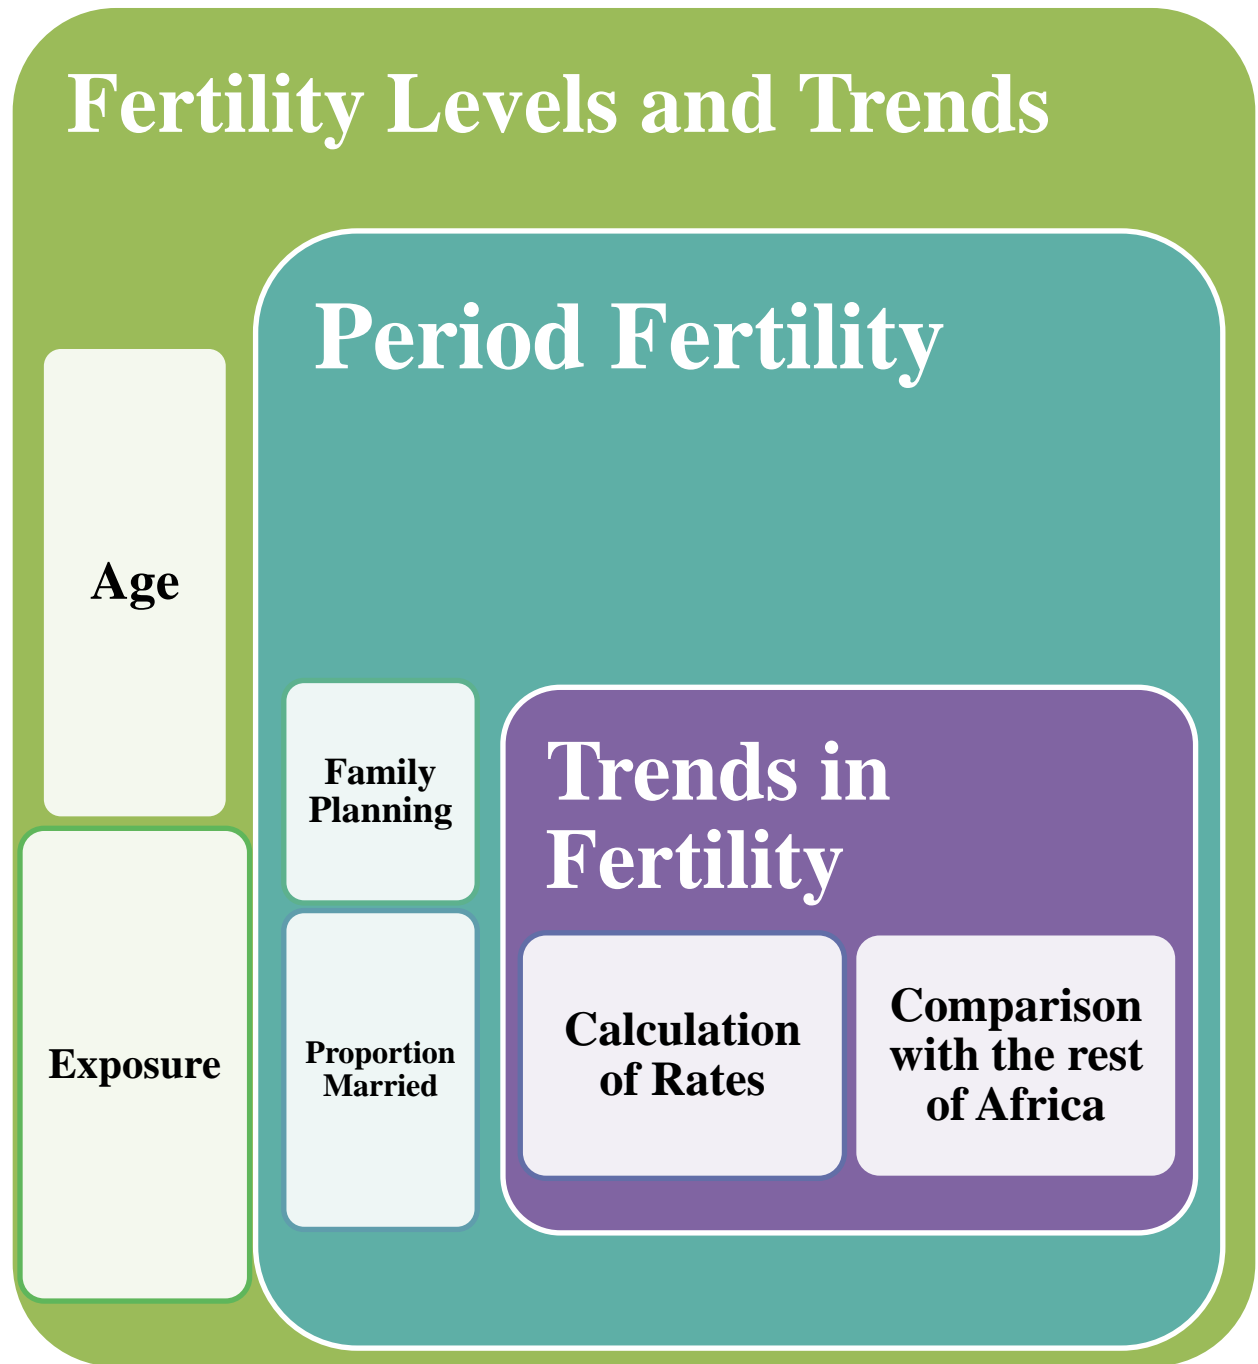 Fertility Levels and Trends
Period Fertility
Age
Exposure
Family
Planning
Proportion
Married
Trends in
Fertility
Calculation
of Rates
Comparison
with the rest
of Africa